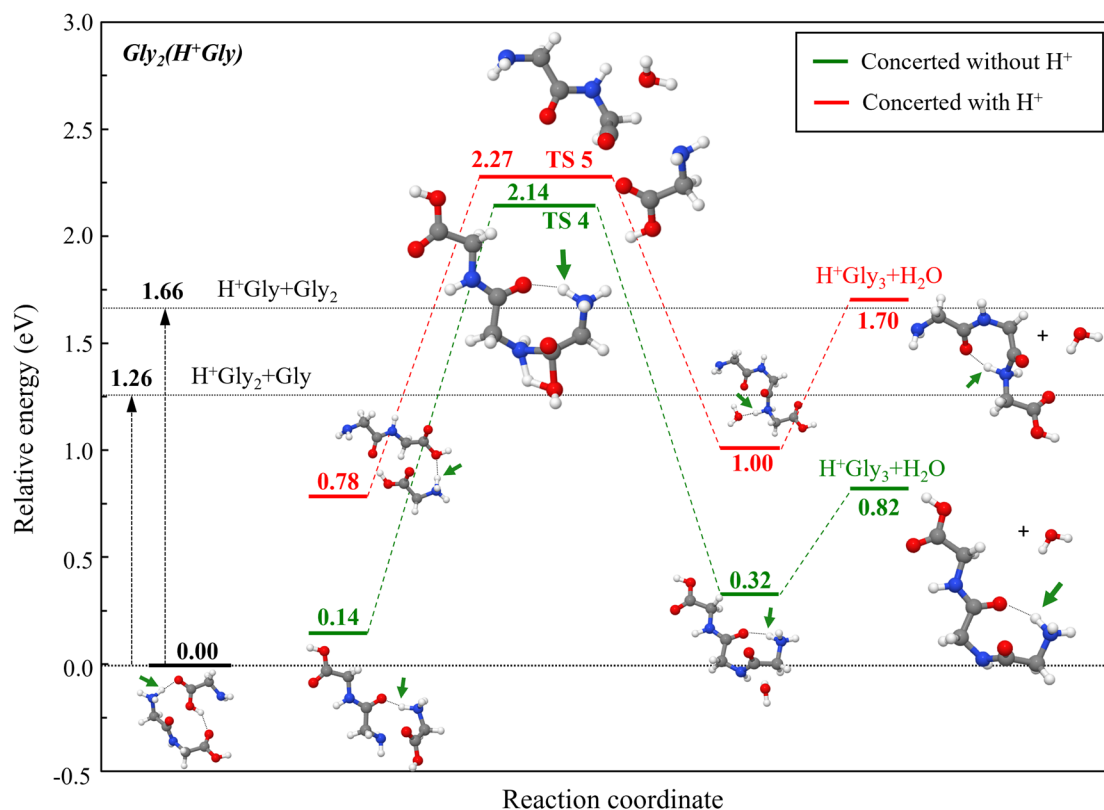 Gly₂(H⁺Gly)
Concerted without H⁺
Concerted with H⁺
3.0
2.5
2.0
1.5
1.0
0.5
0.0
-0.5
Relative energy (eV)
Reaction coordinate
2.27 TS 5
2.14
TS 4
1.66 H⁺Gly+Gly₂
1.26 H⁺Gly₂+Gly
H⁺Gly₃+H₂O
1.70
+
0.78
1.00
H⁺Gly₃+H₂O
0.82
+
0.14
0.32
0.00